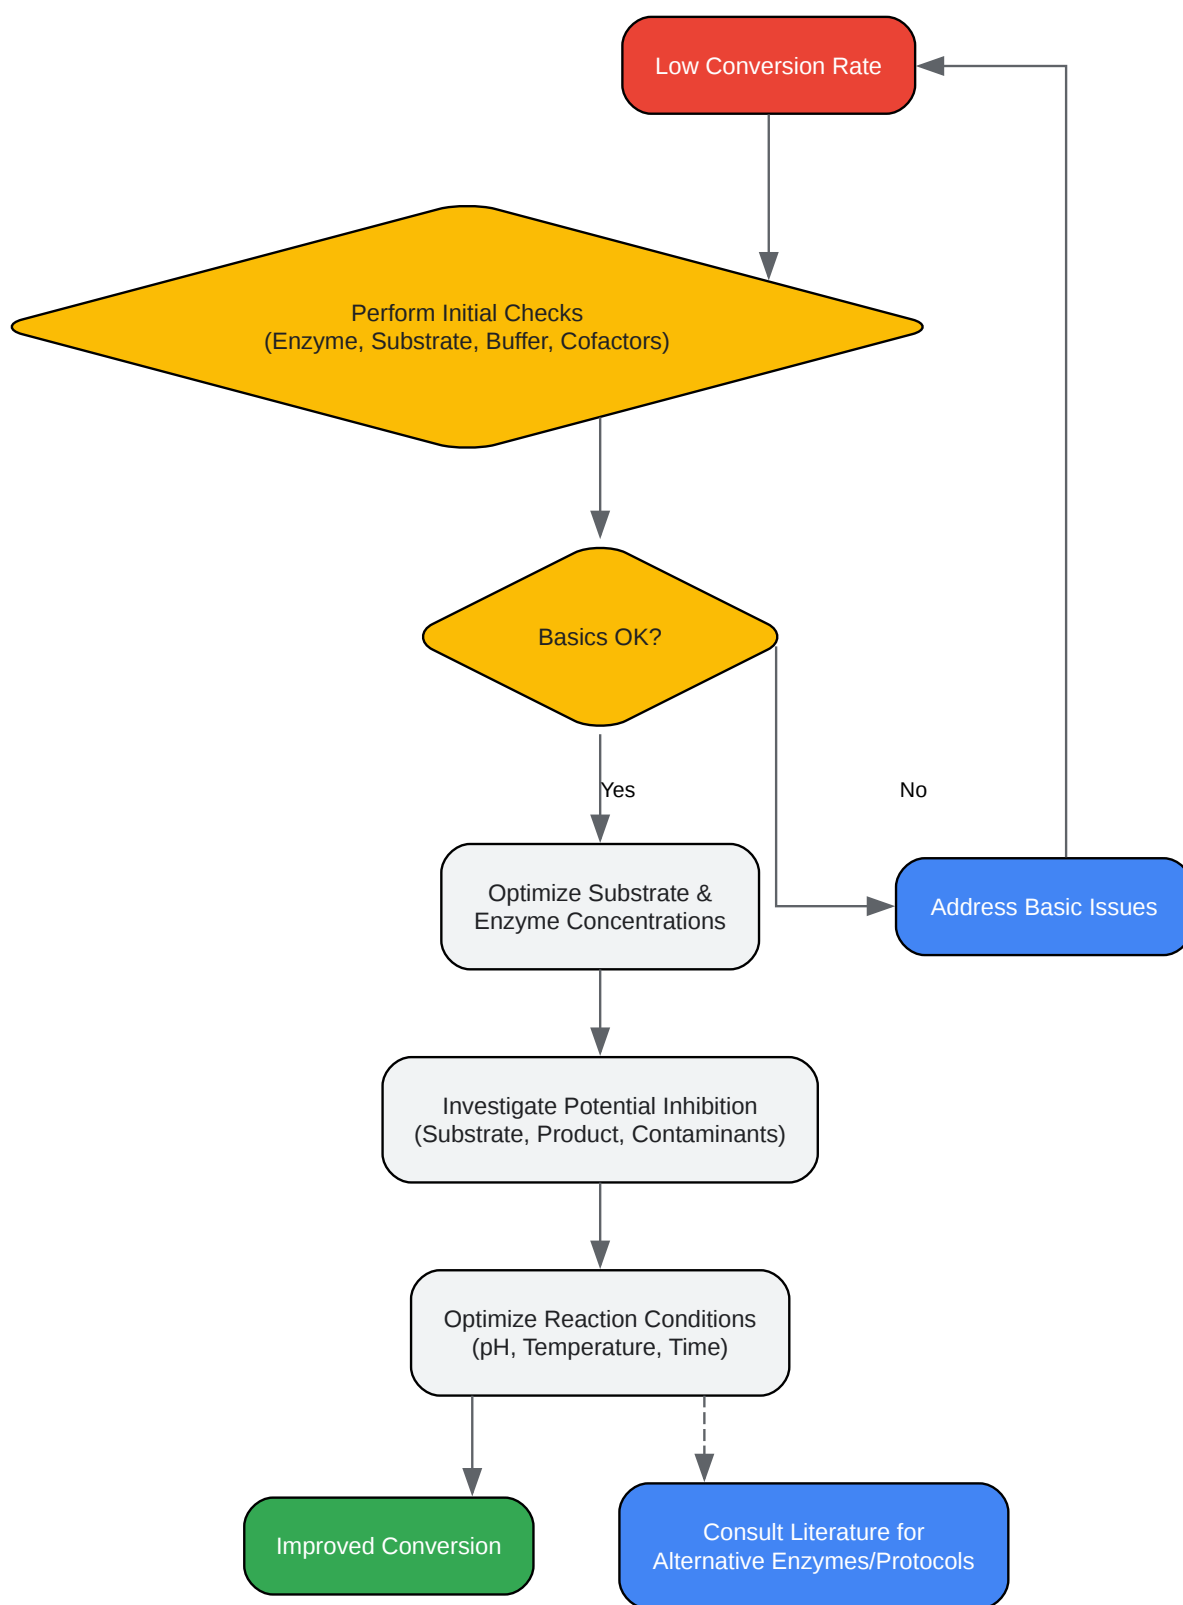 Low Conversion Rate
Perform Initial Checks
(Enzyme, Substrate, Buffer, Cofactors)
Basics OK?
Yes
No
Optimize Substrate &
Enzyme Concentrations
Address Basic Issues
Investigate Potential Inhibition
(Substrate, Product, Contaminants)
Optimize Reaction Conditions
(pH, Temperature, Time)
Improved Conversion
Consult Literature for
Alternative Enzymes/Protocols